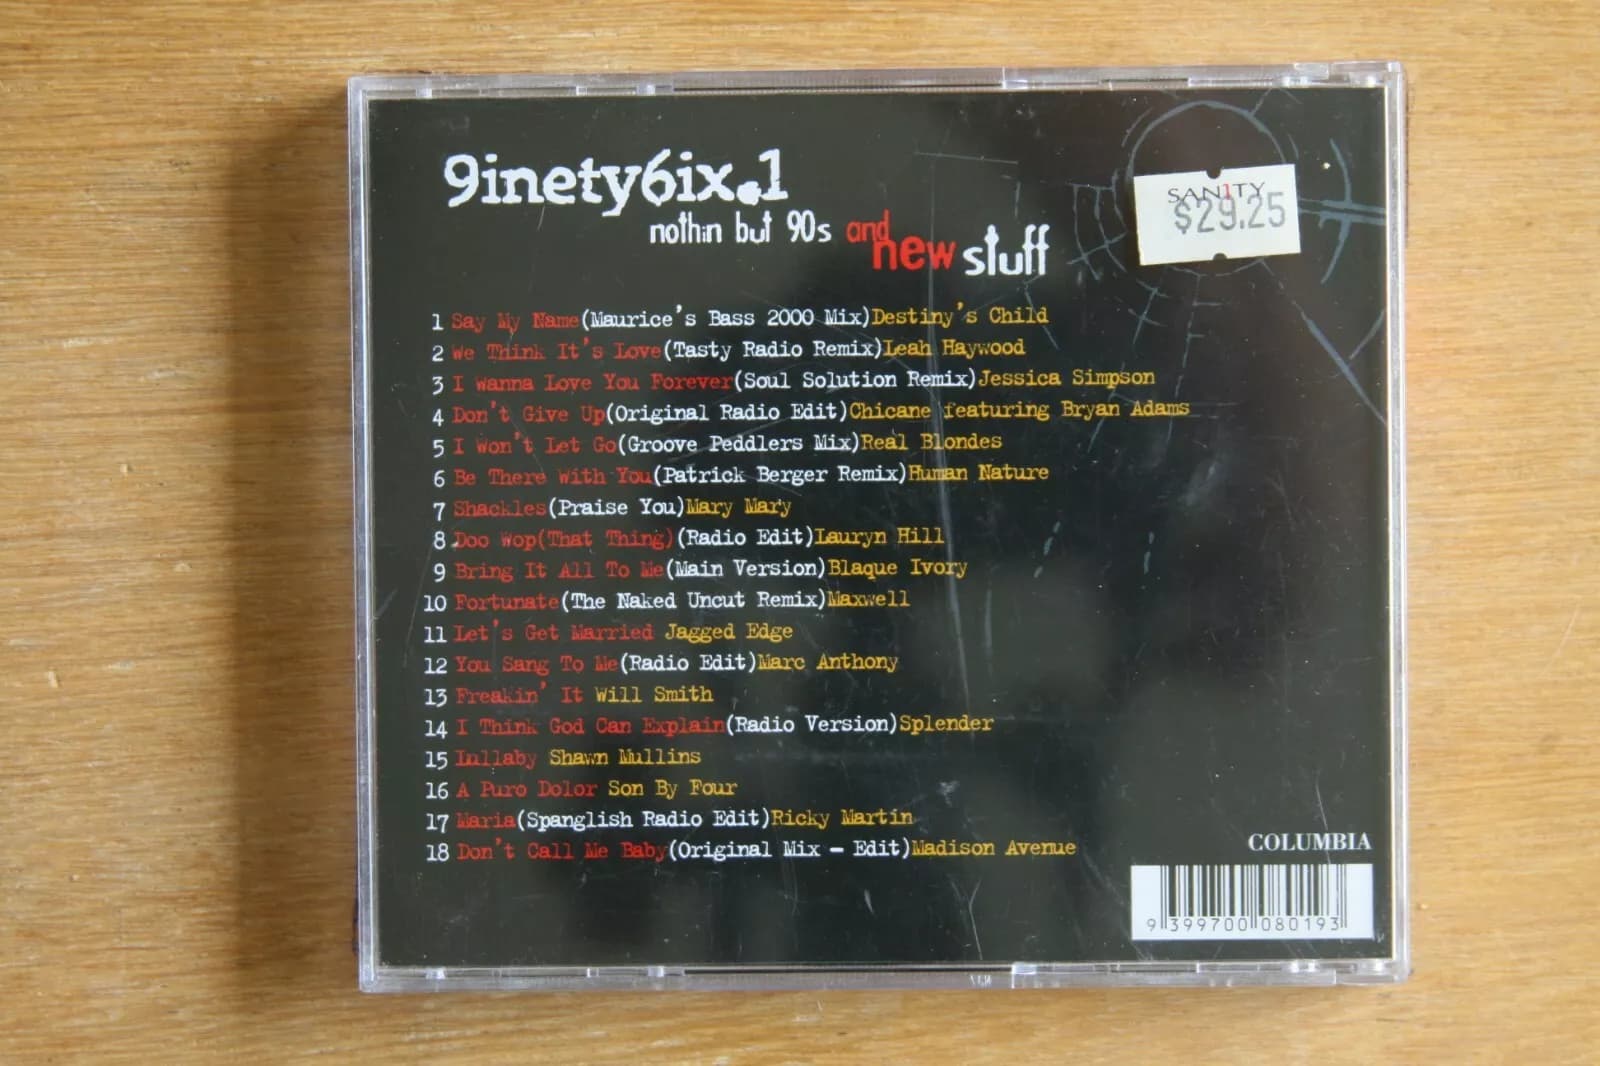 9inety6ix.1
nothin but 90s and new stuff
SANITY
$29.25
1 Say My Name(Maurice's Bass 2000 Mix)Destiny's Child
2 We Think It's Love(Tasty Radio Remix)Leah Haywood
3 I Wanna Love You Forever(Soul Solution Remix)Jessica Simpson
4 Don't Give Up(Original Radio Edit)Chicane featuring Bryan Adams
5 I Won't Let Go(Groove Peddlers Mix)Real Blondes
6 Be There With You(Patrick Berger Remix)Human Nature
7 Shackles(Praise You)Mary Mary
8 Doo Wop(That Thing)(Radio Edit)Lauryn Hill
9 Bring It All To Me(Main Version)Blaque Ivory
10 Fortunate(The Naked Uncut Remix)Maxwell
11 Let's Get Married Jagged Edge
12 You Sang To Me(Radio Edit)Marc Anthony
13 Freakin' It Will Smith
14 I Think God Can Explain(Radio Version)Splender
15 Lullaby Shawn Mullins
16 A Puro Dolor Son By Four
17 Maria(Spanglish Radio Edit)Ricky Martin
18 Don't Call Me Baby(Original Mix – Edit)Madison Avenue
COLUMBIA
9 399700 080193